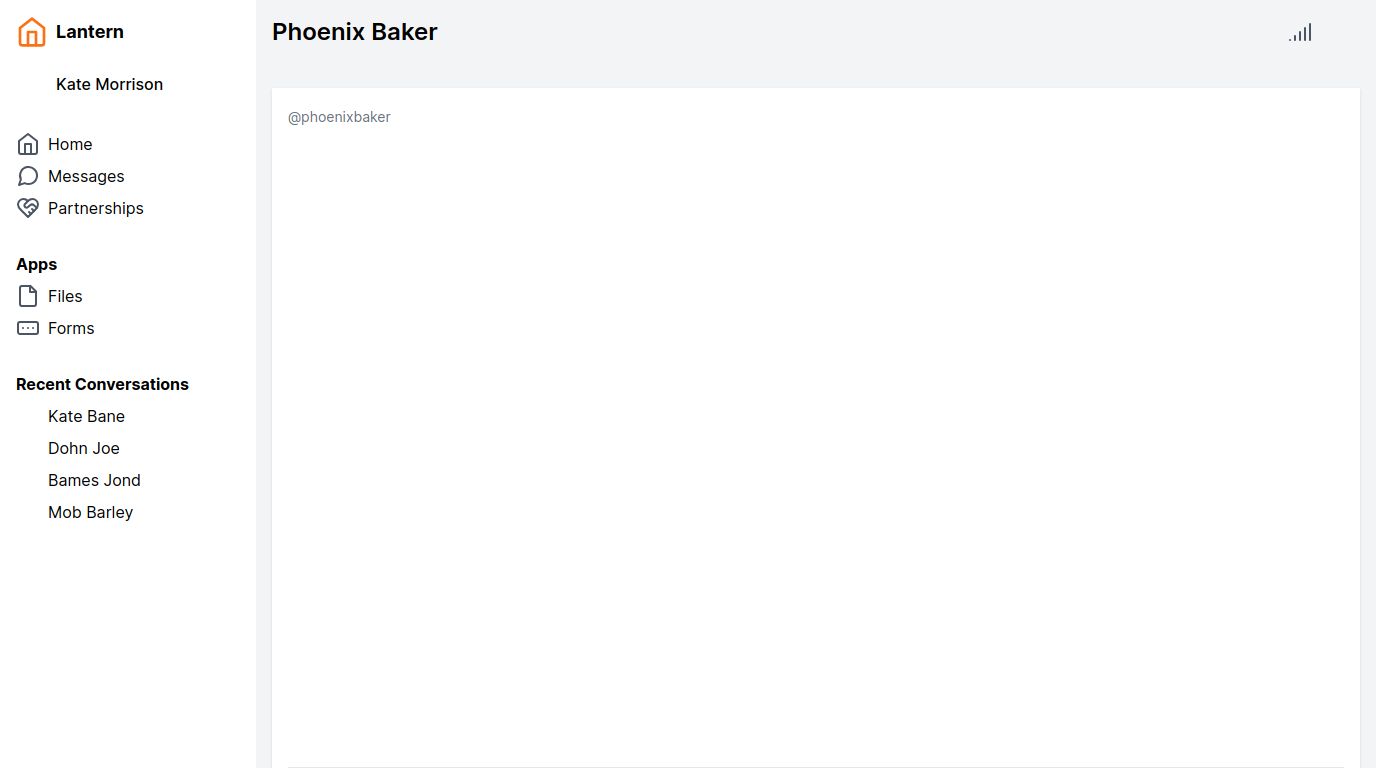 Lantern
Kate Morrison
Home
Messages
Partnerships
Apps
Files
Forms
Recent Conversations
Kate Bane
Dohn Joe
Bames Jond
Mob Barley
Phoenix Baker
@phoenixbaker